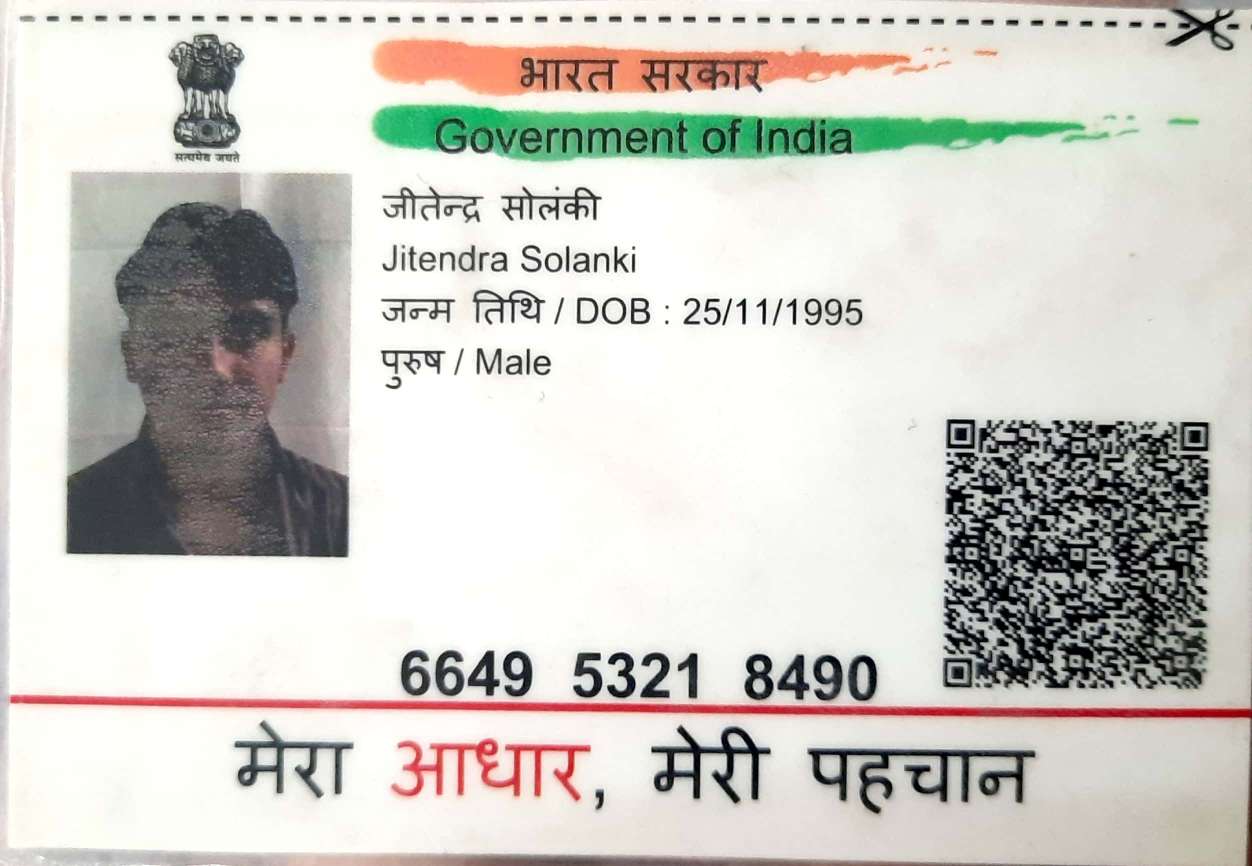 सत्यमेव जयते
भारत सरकार
Government of India
जीतेन्द्र सोलंकी
Jitendra Solanki
जन्म तिथि / DOB : 25/11/1995
पुरुष / Male
6649 5321 8490
मेरा आधार, मेरी पहचान